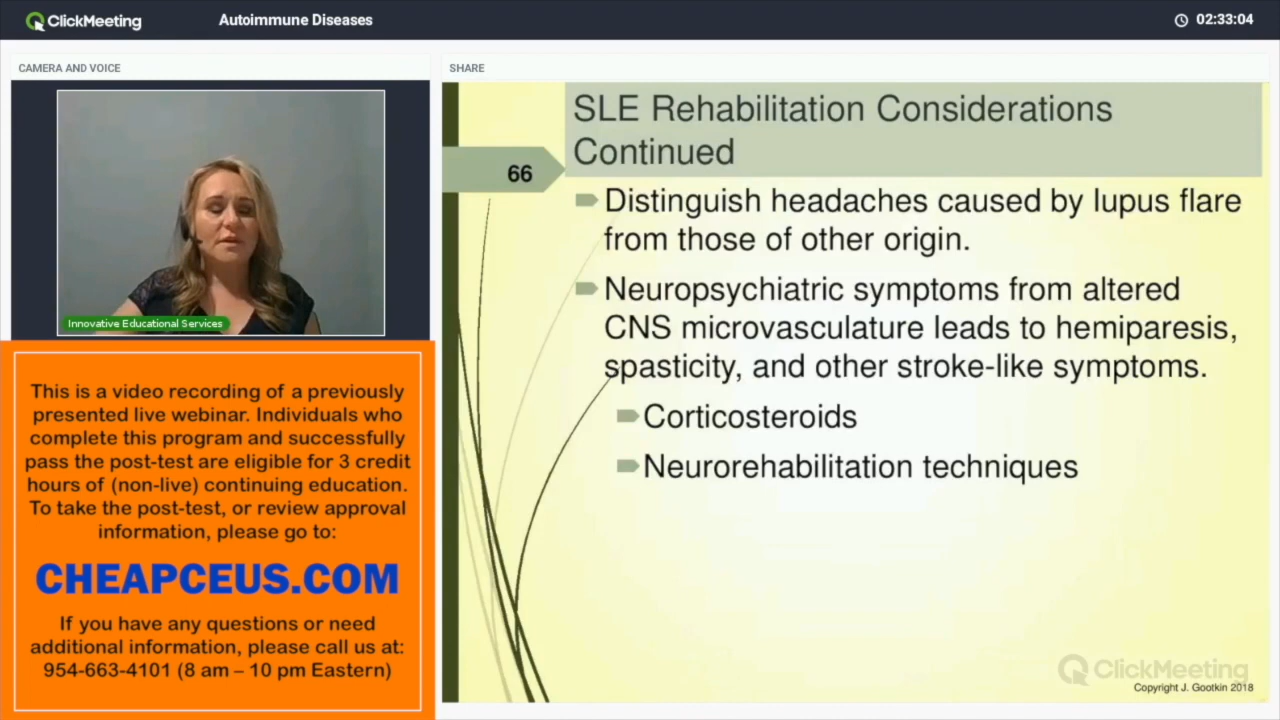 ClickMeeting
Autoimmune Diseases
02:33:04
CAMERA AND VOICE
SHARE
Innovative Educational Services
This is a video recording of a previously
presented live webinar. Individuals who
complete this program and successfully
pass the post-test are eligible for 3 credit
hours of (non-live) continuing education.
To take the post-test, or review approval
information, please go to:
CHEAPCEUS.COM
If you have any questions or need
additional information, please call us at:
954-663-4101 (8 am – 10 pm Eastern)
SLE Rehabilitation Considerations
Continued
66
Distinguish headaches caused by lupus flare
from those of other origin.
Neuropsychiatric symptoms from altered
CNS microvasculature leads to hemiparesis,
spasticity, and other stroke-like symptoms.
Corticosteroids
Neurorehabilitation techniques
ClickMeeting
Copyright J. Gootkin 2018